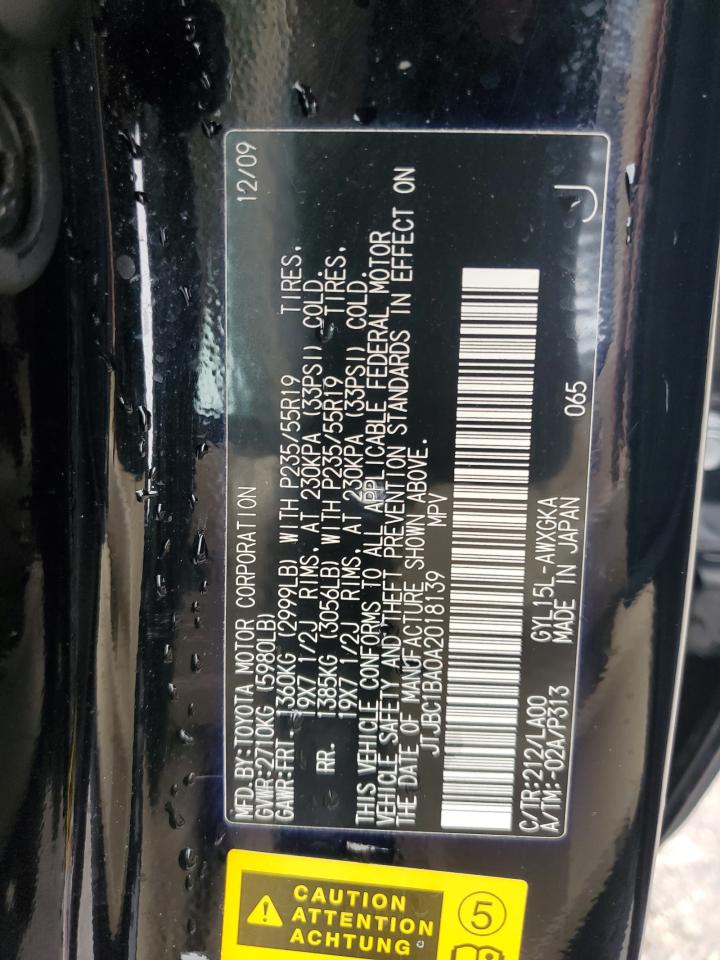 MFD.BY:TOYOTA MOTOR CORPORATION 12/09
GVWR:2710KG (5980LB)
GAWR:FRT. 1360KG (2999LB) WITH P235/55R19 TIRES,
19X7 1/2J RIMS, AT 230KPA (33PSI) COLD.
RR. 1385KG (3056LB) WITH P235/55R19 TIRES,
19X7 1/2J RIMS, AT 230KPA (33PSI) COLD.
THIS VEHICLE CONFORMS TO ALL APPLICABLE FEDERAL MOTOR
VEHICLE SAFETY AND THEFT PREVENTION STANDARDS IN EFFECT ON
THE DATE OF MANUFACTURE SHOWN ABOVE.
JTJBC1BA0A2018139 MPV
C/TR:212/LA00 GYL15L-AWXGKA 065 J
A/TM:-02A/P313 MADE IN JAPAN
CAUTION
ATTENTION
ACHTUNG
5